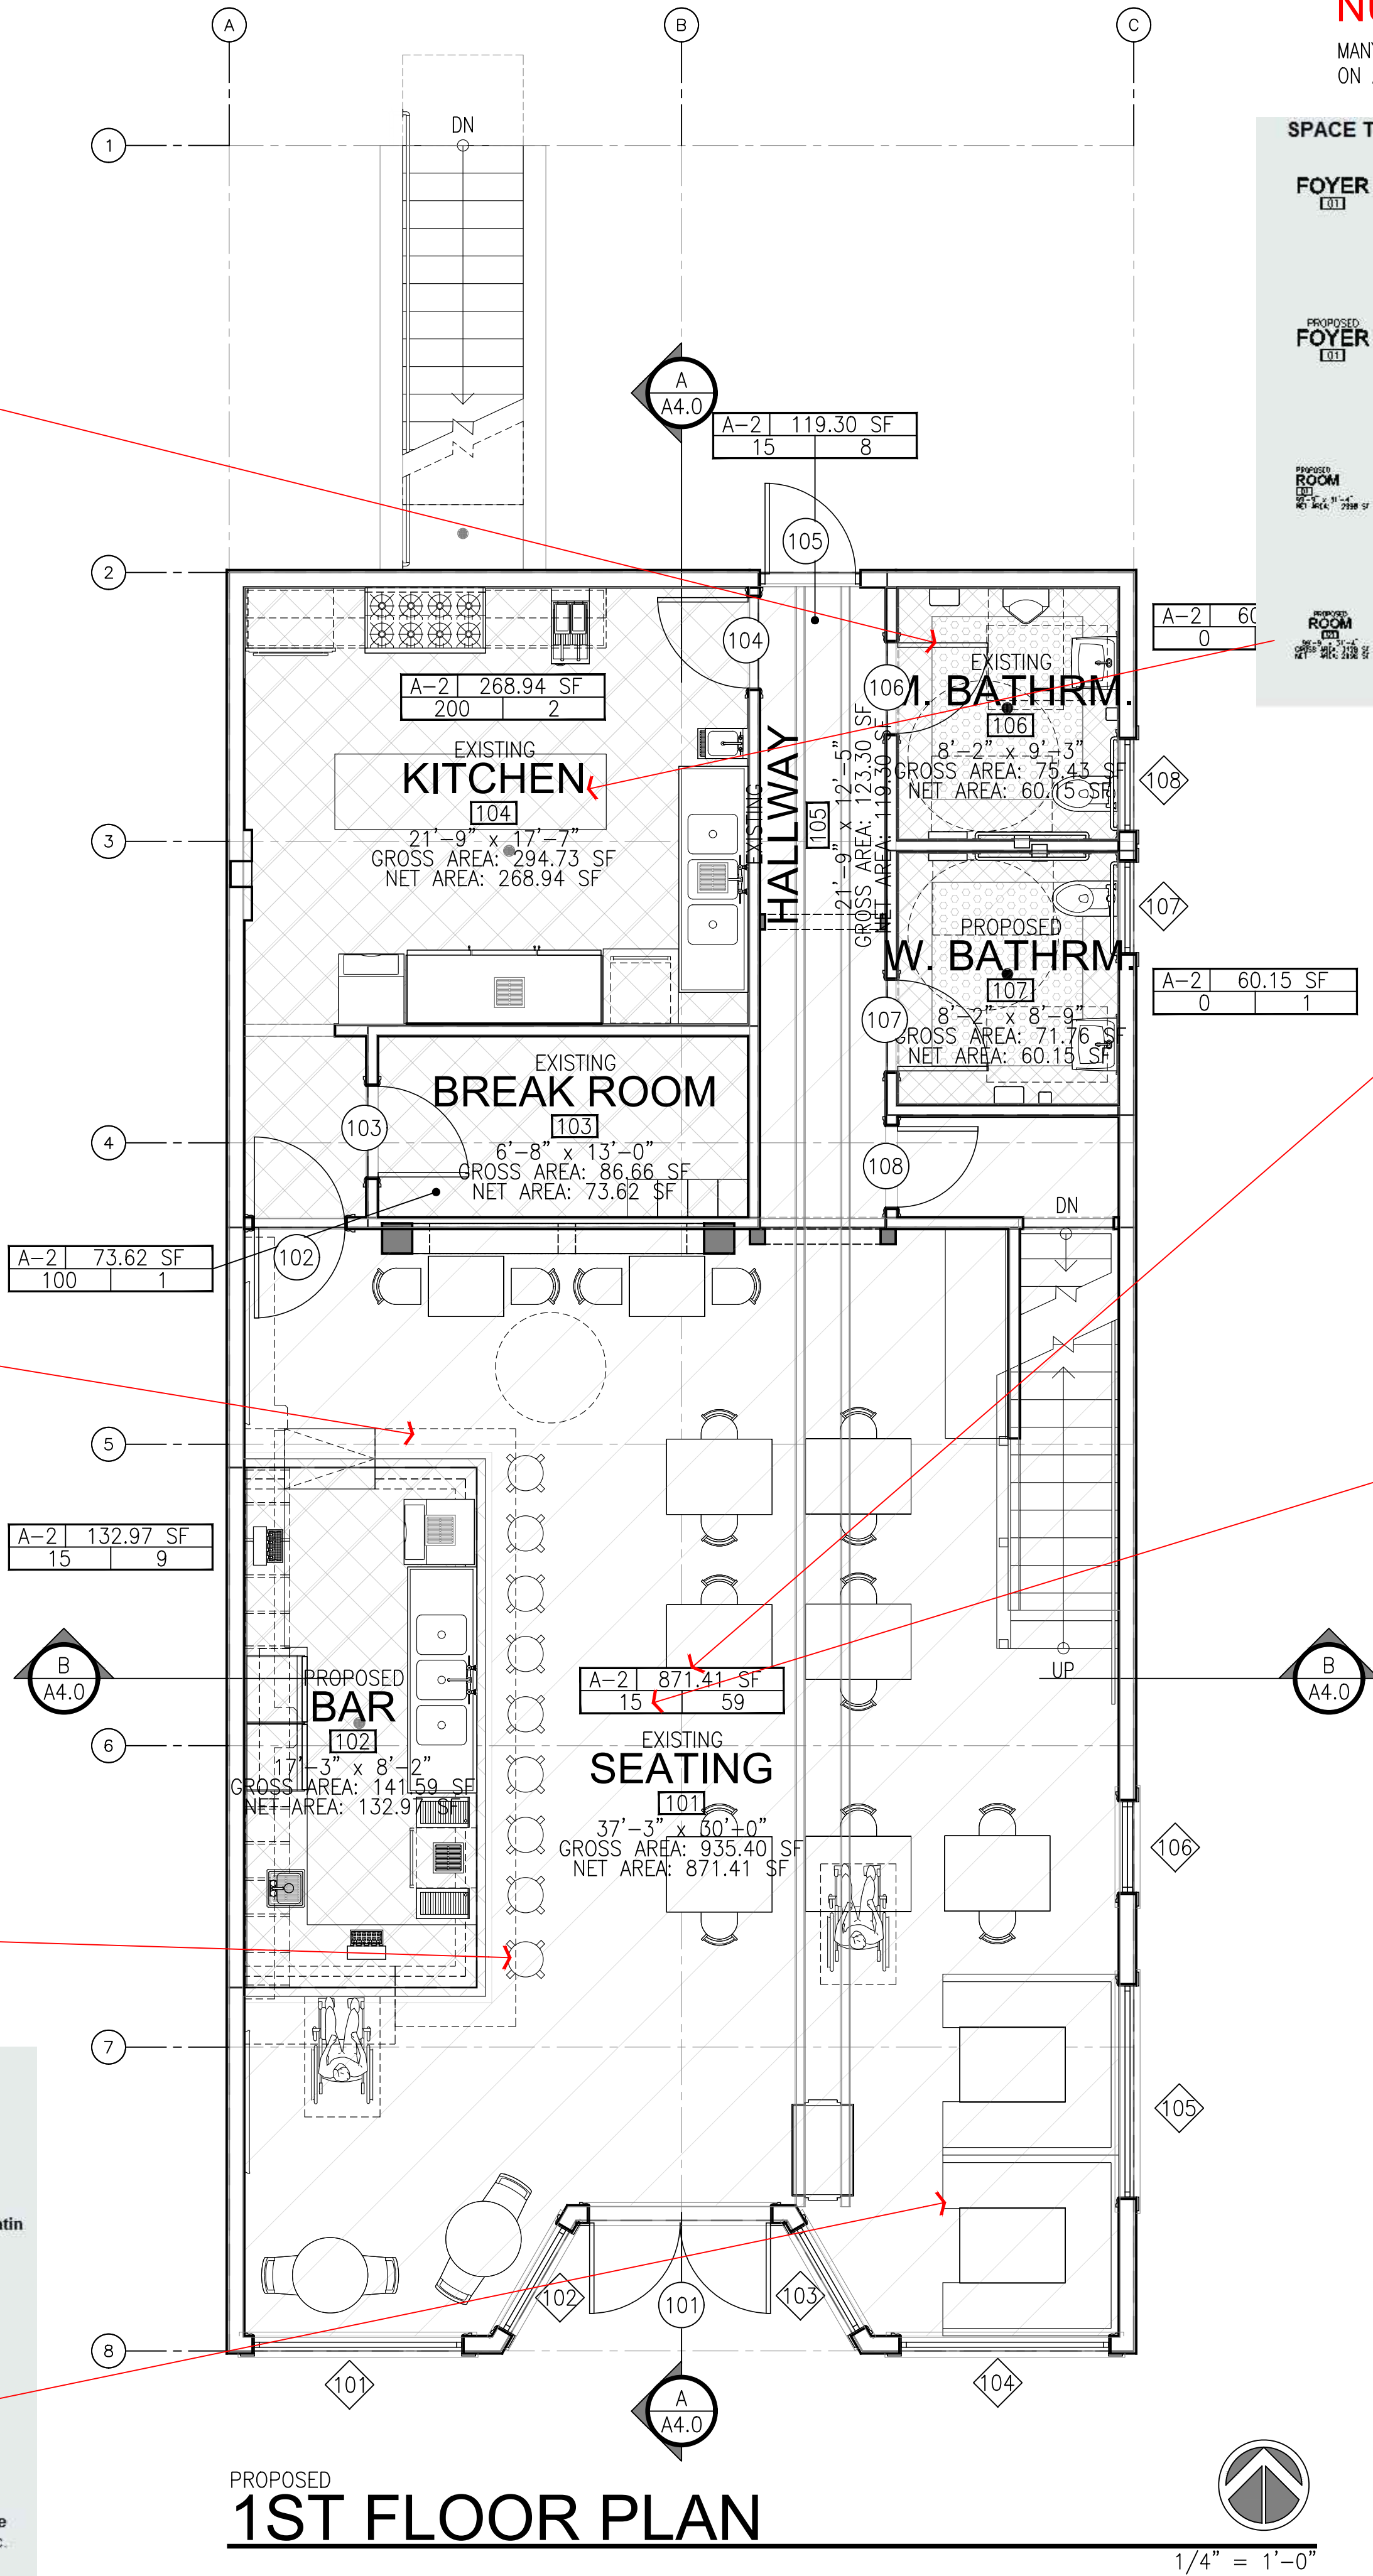 A
B
C
NU
MANY
ON
1
DN
SPACE T
FOYER
01
PROPOSED
FOYER
01
A
A4.0
A-2 119.30 SF
15 8
105
2
PROPOSED
ROOM
A-2 60
0
PROPOSED
ROOM
104
A-2 268.94 SF
200 2
EXISTING
KITCHEN
104
21'-9" x 17'-7"
GROSS AREA: 294.73 SF
NET AREA: 268.94 SF
EXISTING
HALLWAY
105
21'-9" x 12'-5"
GROSS AREA: 123.30 SF
NET AREA: 119.30 SF
106
EXISTING
M. BATHRM.
106
8'-2" x 9'-3"
GROSS AREA: 75.43 SF
NET AREA: 60.15 SF
108
3
107
PROPOSED
W. BATHRM.
107
8'-2" x 8'-9"
GROSS AREA: 71.76 SF
NET AREA: 60.15 SF
107
A-2 60.15 SF
0 1
EXISTING
BREAK ROOM
103
6'-8" x 13'-0"
GROSS AREA: 86.66 SF
NET AREA: 73.62 SF
103
4
108
DN
102
A-2 73.62 SF
100 1
5
A-2 132.97 SF
15 9
B
A4.0
PROPOSED
BAR
102
17'-3" x 8'-2"
GROSS AREA: 141.59 SF
NET AREA: 132.97 SF
A-2 871.41 SF
15 59
UP
B
A4.0
6
EXISTING
SEATING
101
37'-3" x 30'-0"
GROSS AREA: 935.40 SF
NET AREA: 871.41 SF
106
7
105
atin
102
101
103
8
101
104
A
A4.0
PROPOSED
1ST FLOOR PLAN
1/4" = 1'-0"
e
c.